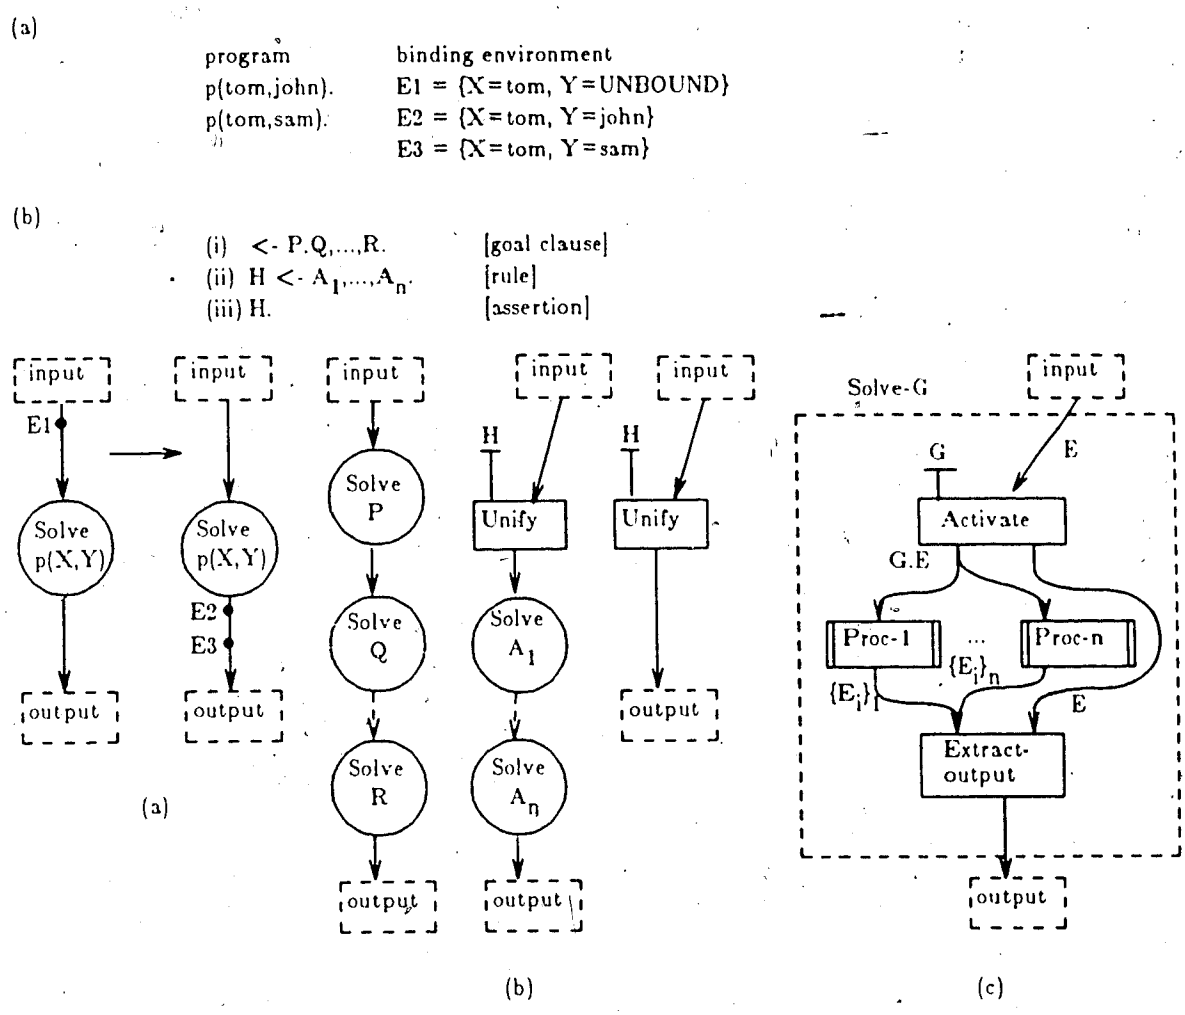 (a)
program binding environment
p(tom,john). E1 = {X=tom, Y=UNBOUND}
p(tom,sam). E2 = {X=tom, Y=john}
E3 = {X=tom, Y=sam}
(b)
(i) <- P.Q,...,R. [goal clause]
(ii) H <- A1,...,An. [rule]
(iii) H. [assertion]
input
E1
Solve
p(X,Y)
output
input
Solve
p(X,Y)
E2
E3
output
(a)
input
Solve
P
Solve
Q
Solve
R
output
input
H
Unify
Solve
A1
Solve
An
output
input
H
Unify
output
(b)
Solve-G
input
E
G
Activate
G.E
Proc-1
...
Proc-n
{Ei}1
{Ei}n
E
Extract-
output
output
(c)